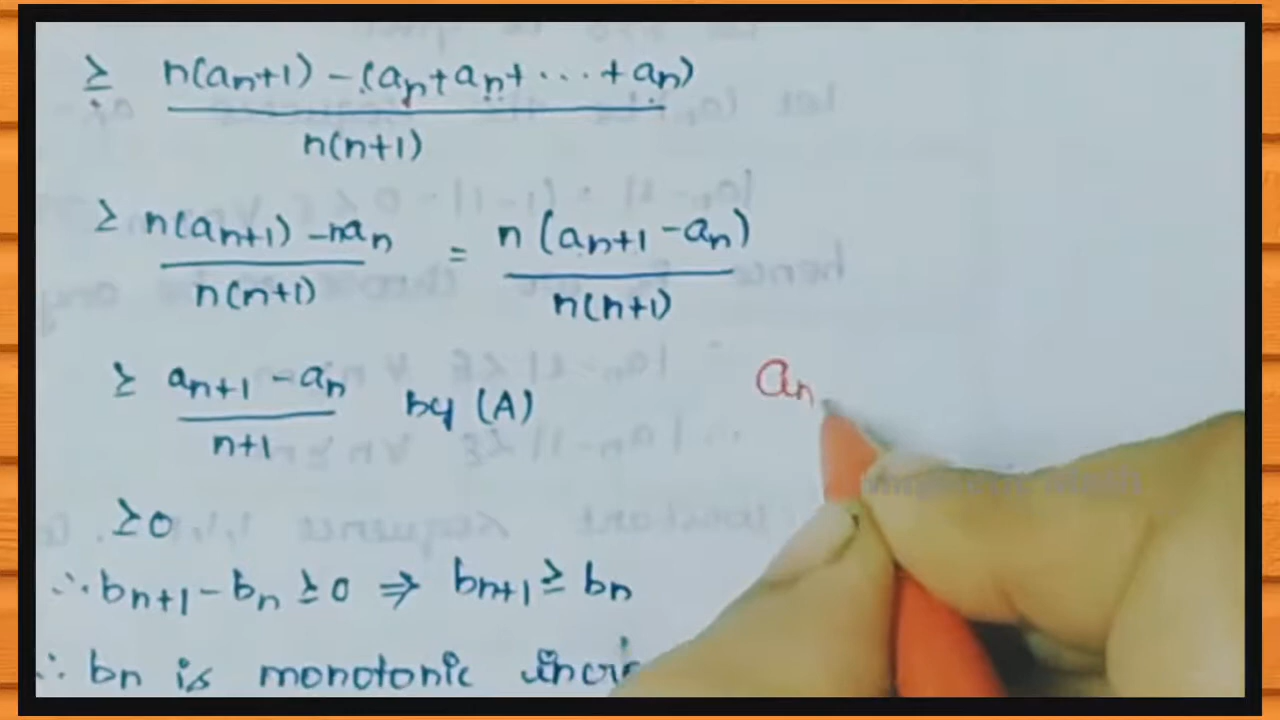 ≥ n(aₙ+1) - (aₙ+aₙ+ ... + aₙ) / n(n+1)
≥ n(aₙ₊₁) - naₙ / n(n+1) = n (aₙ₊₁ - aₙ) / n(n+1)
≥ aₙ₊₁ - aₙ / n+1 by (A)
aₙ
≥0
∴ bₙ₊₁ - bₙ ≥ 0 ⇒ bₙ₊₁ ≥ bₙ
∴ bₙ is monotonic